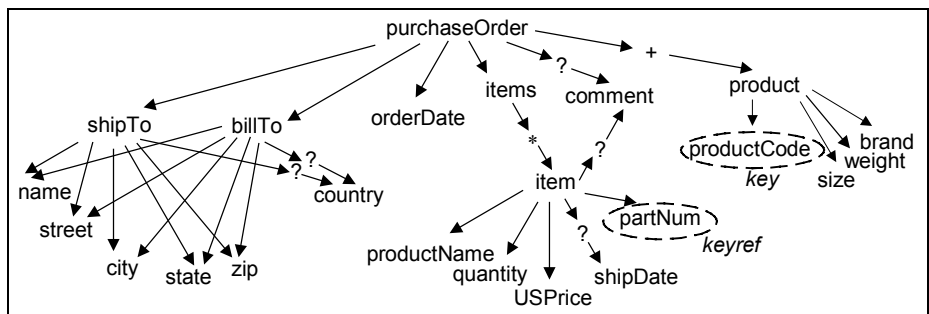 purchaseOrder
+
?
product
items
comment
orderDate
shipTo
billTo
*
?
productCode
brand
weight
key
size
?
?
country
name
item
partNum
street
?
keyref
productName
city
state
zip
quantity
shipDate
USPrice